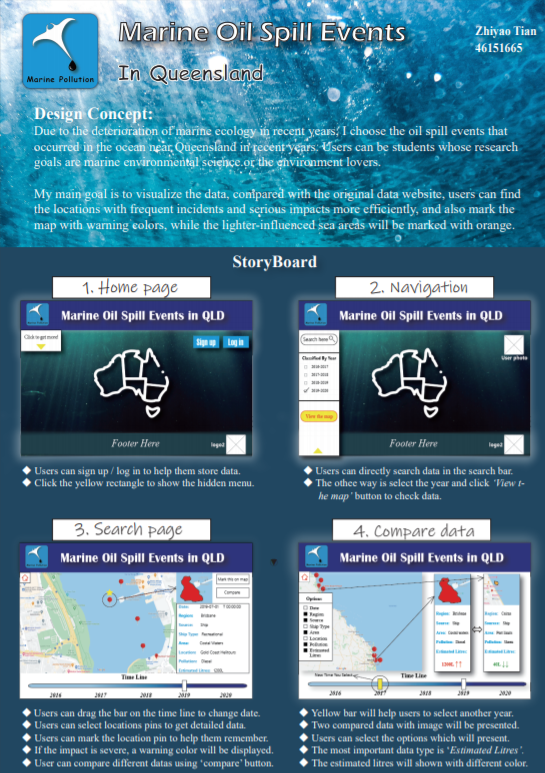 Marine Oil Spill Events
In Queensland
Zhiyao Tian
46151665
Marine Pollution
Design Concept:
Due to the deterioration of marine ecology in recent years, I choose the oil spill events that
occurred in the ocean near Queensland in recent years. Users can be students whose research
goals are marine environmental science or the environment lovers.
My main goal is to visualize the data, compared with the original data website, users can find
the locations with frequent incidents and serious impacts more efficiently, and also mark the
map with warning colors, while the lighter-influenced sea areas will be marked with orange.
StoryBoard
1. Home page
Marine Oil Spill Events in QLD
Click to get more!
Sign up
Log in
Footer Here
logo2
◆ Users can sign up / log in to help them store data.
◆ Click the yellow rectangle to show the hidden menu.
2. Navigation
Marine Oil Spill Events in QLD
Search here
Classified By Year
2016-2017
2017-2018
2018-2019
2019-2020
View the map
User photo
Footer Here
logo2
◆ Users can directly search data in the search bar.
◆ The othee way is select the year and click 'View t-
he map' button to check data.
3. Search page
Marine Oil Spill Events in QLD
Mark this on map
Compare
Date: 2018-07-01 T 00:00:00
Region: Brisbane
Source: Ship
Ship Type: Recreational
Area: Coastal Waters
Location: Gold Coast Harbours
Pollution: Diesel
Estimated Litres: 1200L
Time Line
2016 2017 2018 2019 2020
◆ Users can drag the bar on the time line to change date.
◆ Users can select locations pins to get detailed data.
◆ Users can mark the location pin to help them remember.
◆ If the impact is severe, a warning color will be displayed.
◆ User can compare different datas using 'compare' button.
4. Compare data
Marine Oil Spill Events in QLD
Options
Date
Region
Source
Ship Type
Area
Location
Pollution
Estimated
Litres
Region: Brisbane
Source: Ship
Area: Coastal waters
Pollution: Diesel
Estimated Litres:
1200L ↑↑
Region: Cairns
Source: Ship
Pollution: Diesel
Estimated Litres:
40L ↓↓
Time Line
2016 2017 2018 2019 2020
◆ Yellow bar will help users to select another year.
◆ Two compared data with image will be presented.
◆ Users can select the options which will present.
◆ The most important data type is 'Estimated Litres'.
◆ The estimated litres will shown with different color.